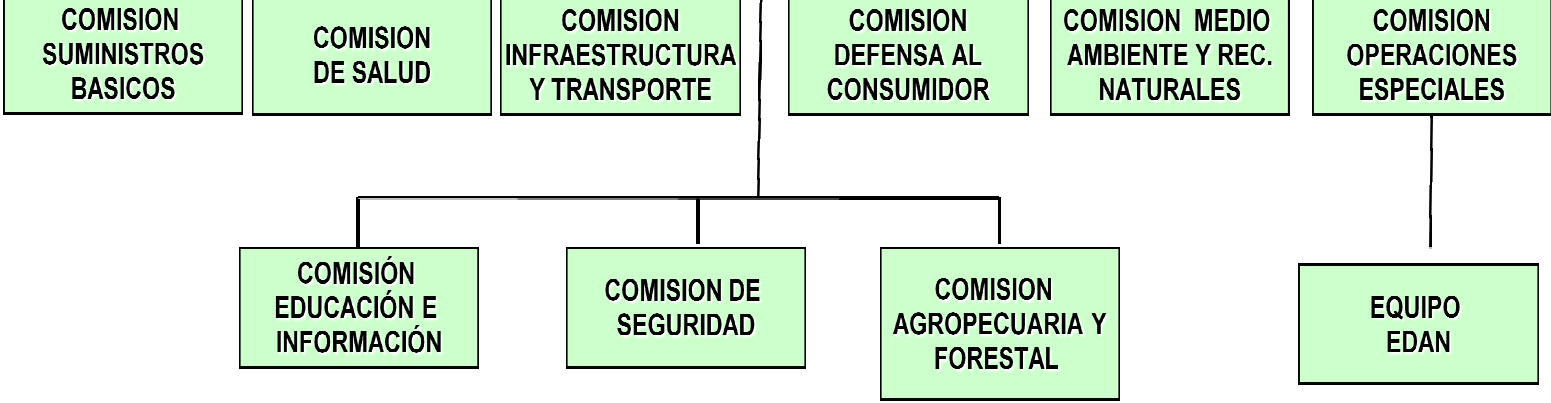 COMISION
SUMINISTROS
BASICOS
COMISION
DE SALUD
COMISION
INFRAESTRUCTURA
Y TRANSPORTE
COMISION
DEFENSA AL
CONSUMIDOR
COMISION MEDIO
AMBIENTE Y REC.
NATURALES
COMISION
OPERACIONES
ESPECIALES
COMISIÓN
EDUCACIÓN E
INFORMACIÓN
COMISION DE
SEGURIDAD
COMISION
AGROPECUARIA Y
FORESTAL
EQUIPO
EDAN